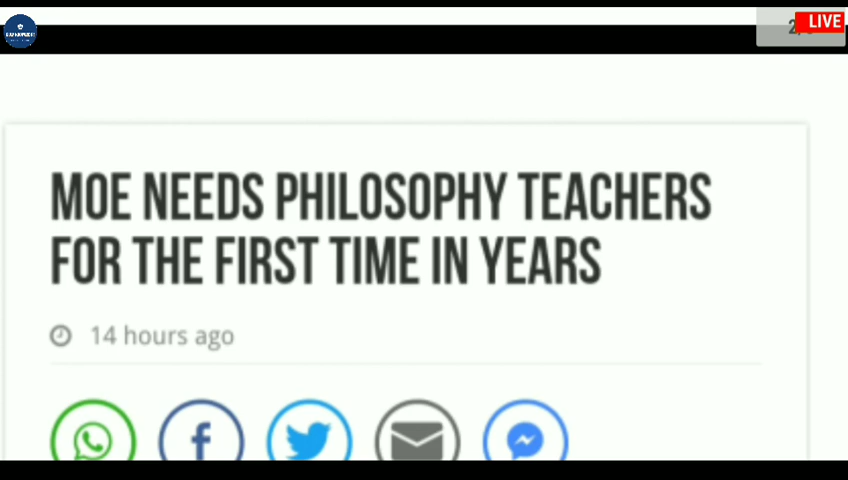 LIVE
MOE NEEDS PHILOSOPHY TEACHERS
FOR THE FIRST TIME IN YEARS
14 hours ago